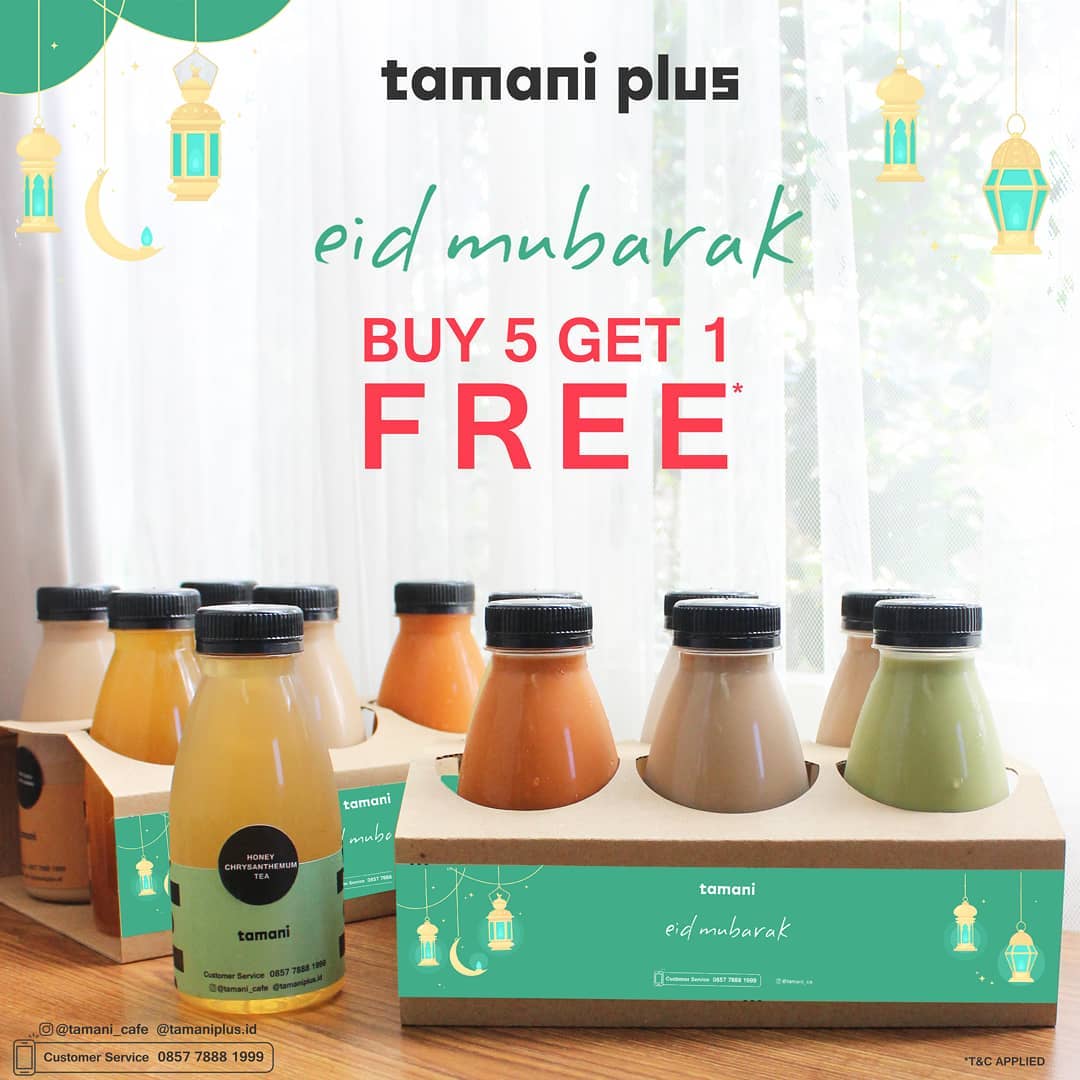 tamani plus
eid mubarak
BUY 5 GET 1
FREE*
tamani
HONEY
CHRYSANTHEMUM
TEA
tamani
Customer Service 0857 7888 1999
@tamani_cafe @tamaniplus.id
tamani
eid mubarak
Customer Service 0857 7888 1999
@tamani_cafe @tamaniplus.id
Customer Service 0857 7888 1999
*T&C APPLIED